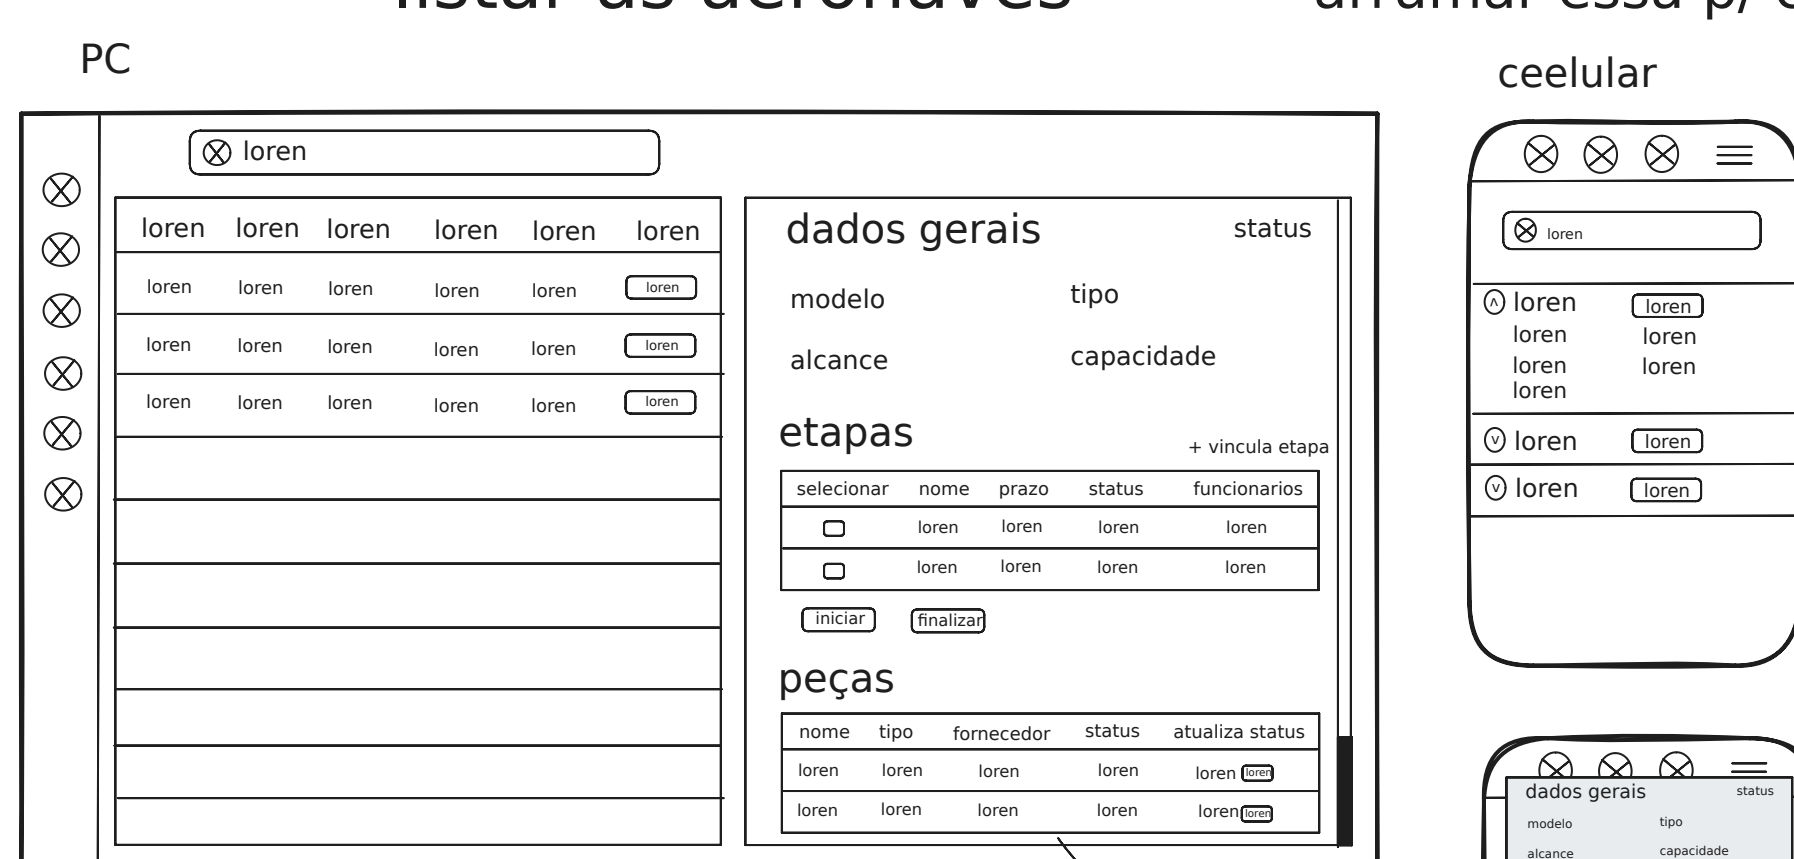 listar as aeronaves
arrumar essa p/
PC
ceelular
loren
loren loren loren loren loren loren
loren loren loren loren loren loren
loren loren loren loren loren loren
loren loren loren loren loren loren
dados gerais status
modelo tipo
alcance capacidade
etapas
+ vincula etapa
selecionar nome prazo status funcionarios
loren loren loren loren
loren loren loren loren
iniciar finalizar
peças
nome tipo fornecedor status atualiza status
loren loren loren loren loren loren
loren loren loren loren loren loren
loren
ʌ loren loren
loren loren
loren loren
loren
v loren loren
v loren loren
dados gerais status
modelo tipo
alcance capacidade